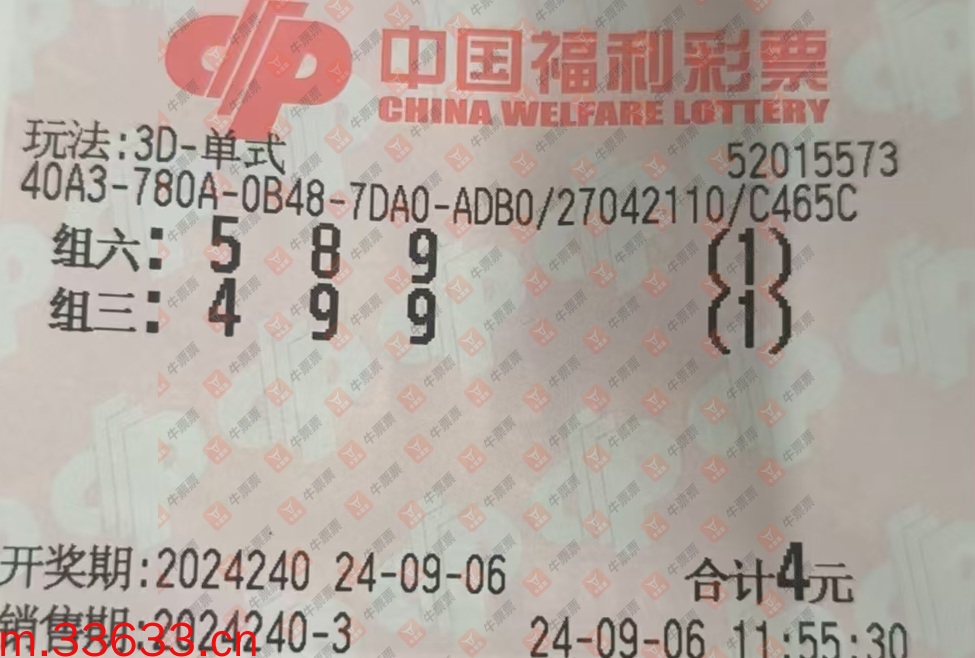 中国福利彩票
CHINA WELFARE LOTTERY
玩法:3D-单式 52015573
40A3-780A-0B48-7DA0-ADB0/27042110/C465C
组六: 5 8 9 (1)
组三: 4 9 9 (1)
开奖期:2024240 24-09-06 合计4元
销售期:2024240-3 24-09-06 11:55:30
m.33633.cn
牛票票